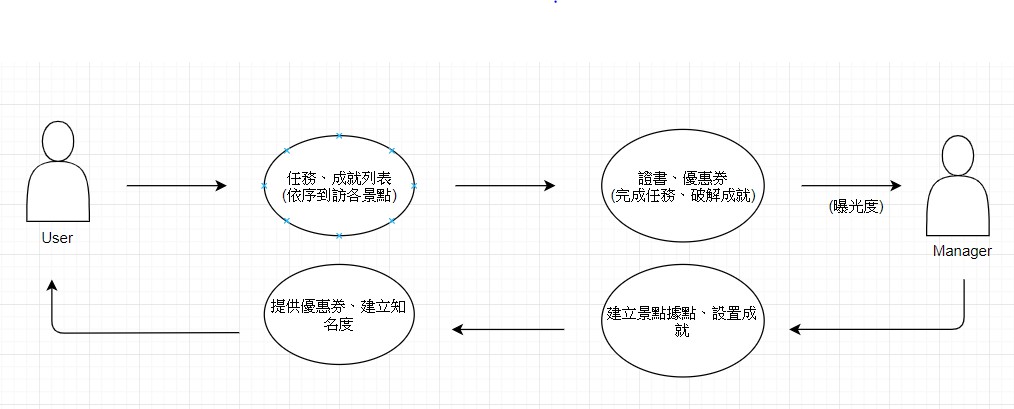 任務、成就列表
(依序到訪各景點)
證書、優惠券
(完成任務、破解成就)
(曝光度)
User
Manager
提供優惠券、建立知
名度
建立景點據點、設置成
就